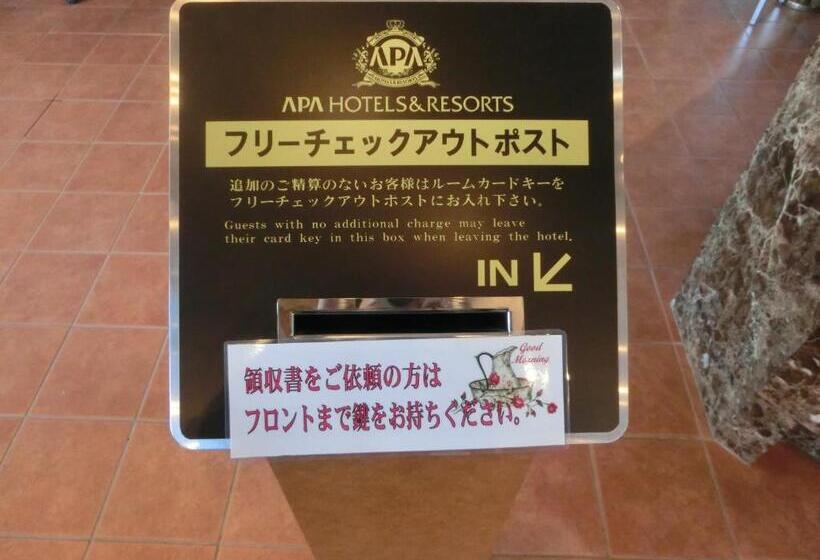 APA
APA HOTELS&RESORTS
フリーチェックアウトポスト
追加のご精算のないお客様はルームカードキーを
フリーチェックアウトポストにお入れ下さい。
Guests with no additional charge may leave
their card key in this box when leaving the hotel.
IN
Good
Morning
領収書をご依頼の方は
フロントまで鍵をお持ちください。